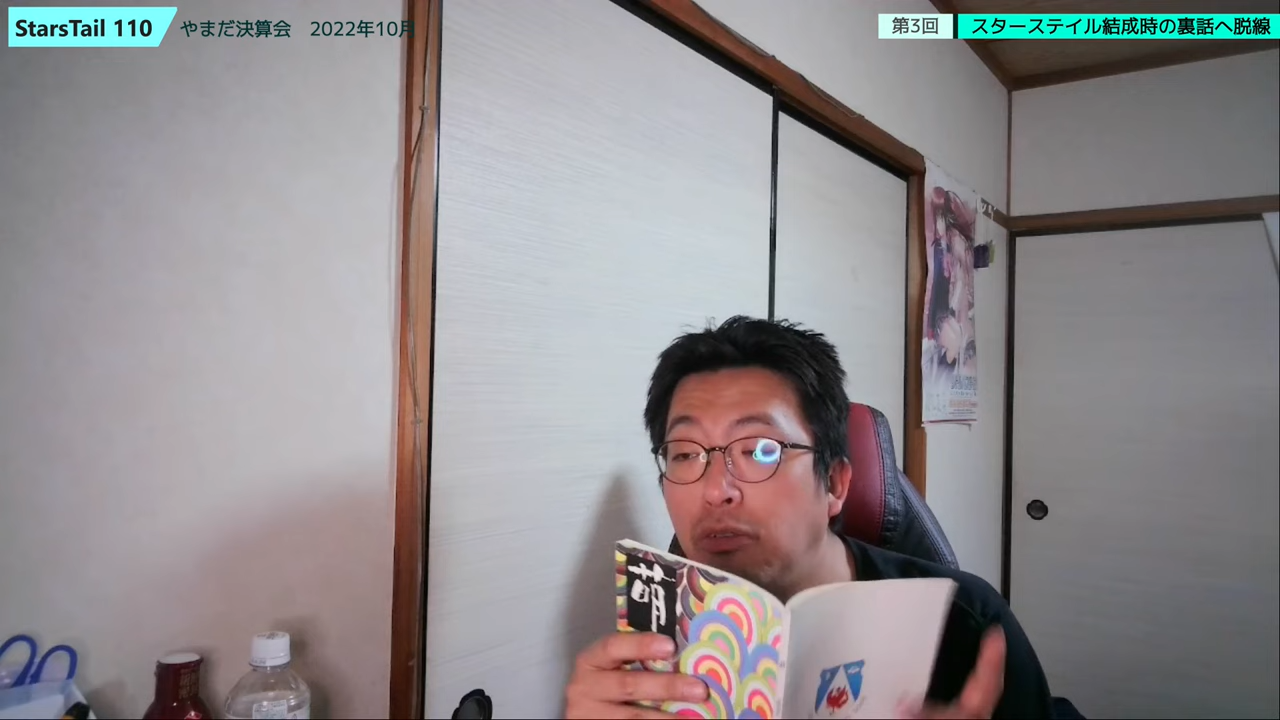 StarsTail 110
やまだ決算会　2022年10月
第3回
スターステイル結成時の裏話へ脱線
萌